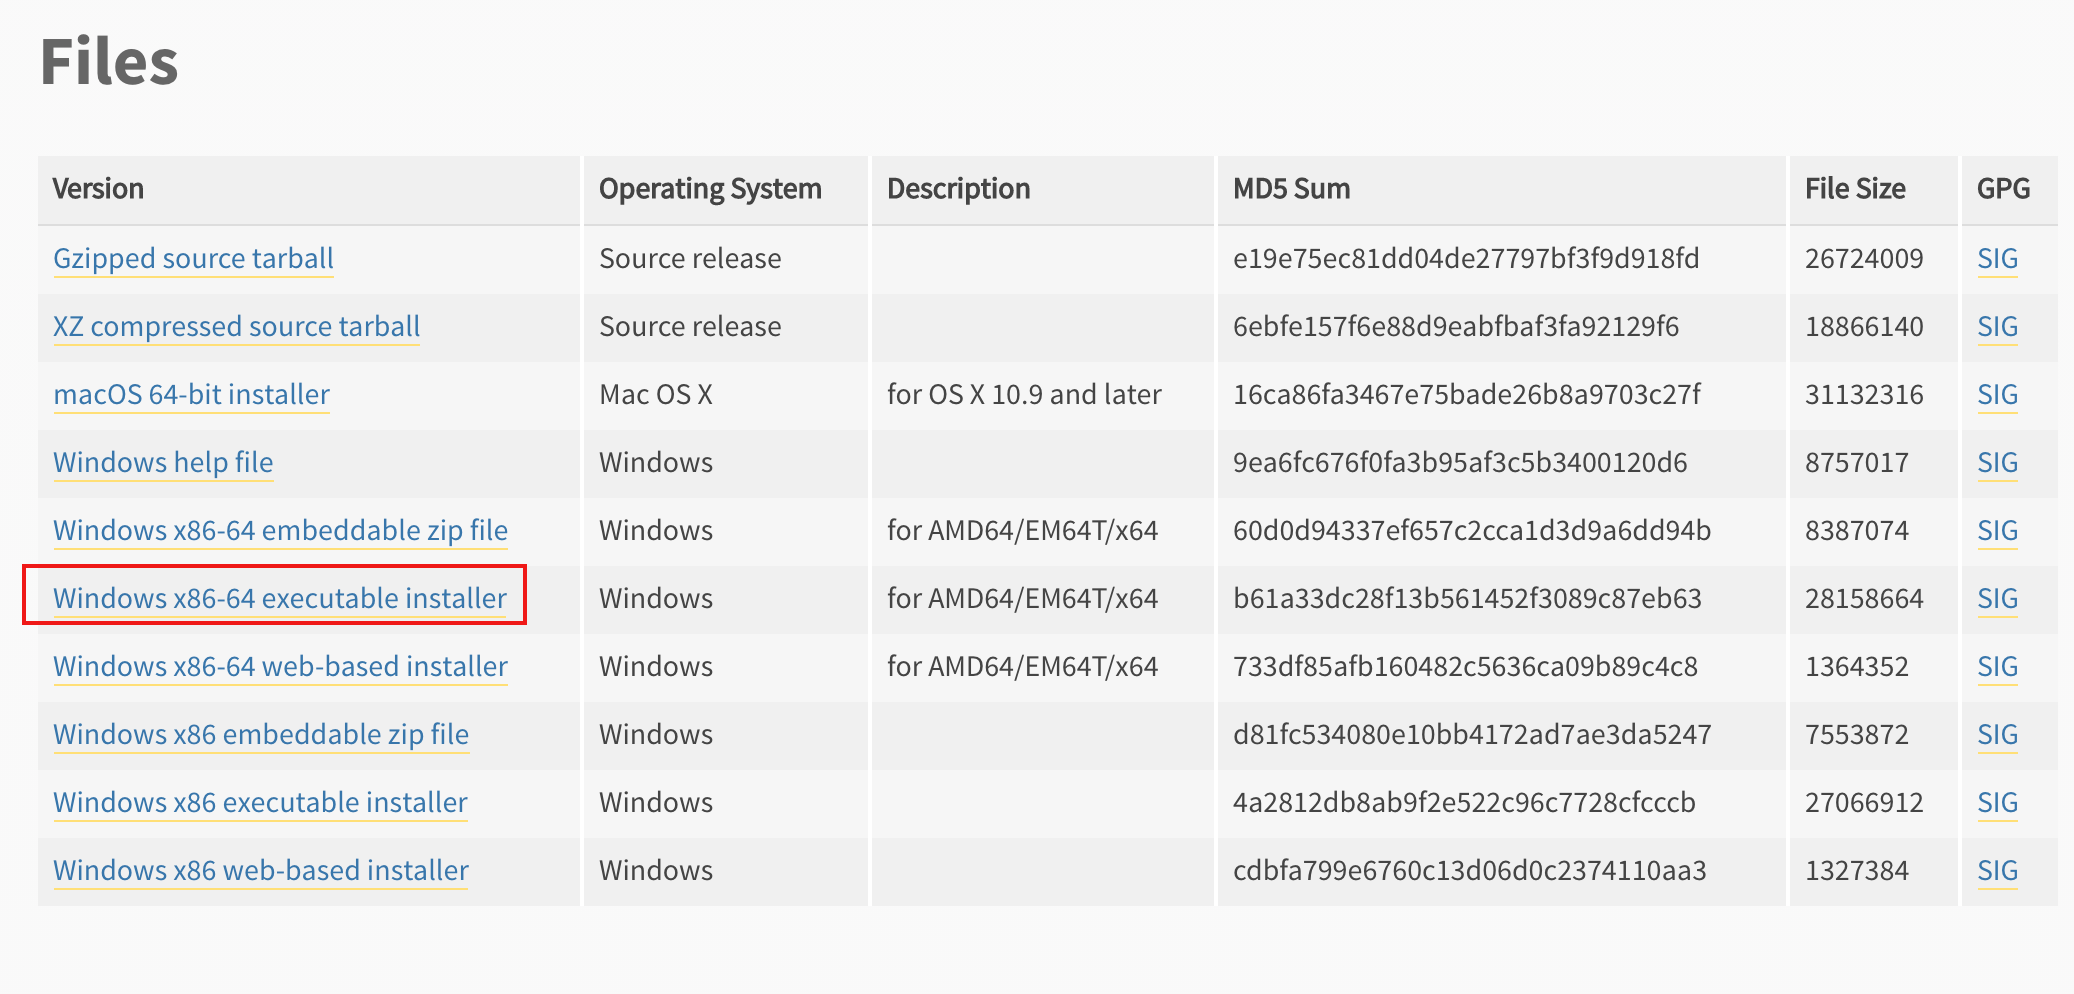 Files
Version Operating System Description MD5 Sum File Size GPG
Gzipped source tarball Source release e19e75ec81dd04de27797bf3f9d918fd 26724009 SIG
XZ compressed source tarball Source release 6ebfe157f6e88d9eabfbaf3fa92129f6 18866140 SIG
macOS 64-bit installer Mac OS X for OS X 10.9 and later 16ca86fa3467e75bade26b8a9703c27f 31132316 SIG
Windows help file Windows 9ea6fc676f0fa3b95af3c5b3400120d6 8757017 SIG
Windows x86-64 embeddable zip file Windows for AMD64/EM64T/x64 60d0d94337ef657c2cca1d3d9a6dd94b 8387074 SIG
Windows x86-64 executable installer Windows for AMD64/EM64T/x64 b61a33dc28f13b561452f3089c87eb63 28158664 SIG
Windows x86-64 web-based installer Windows for AMD64/EM64T/x64 733df85afb160482c5636ca09b89c4c8 1364352 SIG
Windows x86 embeddable zip file Windows d81fc534080e10bb4172ad7ae3da5247 7553872 SIG
Windows x86 executable installer Windows 4a2812db8ab9f2e522c96c7728cfcccb 27066912 SIG
Windows x86 web-based installer Windows cdbfa799e6760c13d06d0c2374110aa3 1327384 SIG